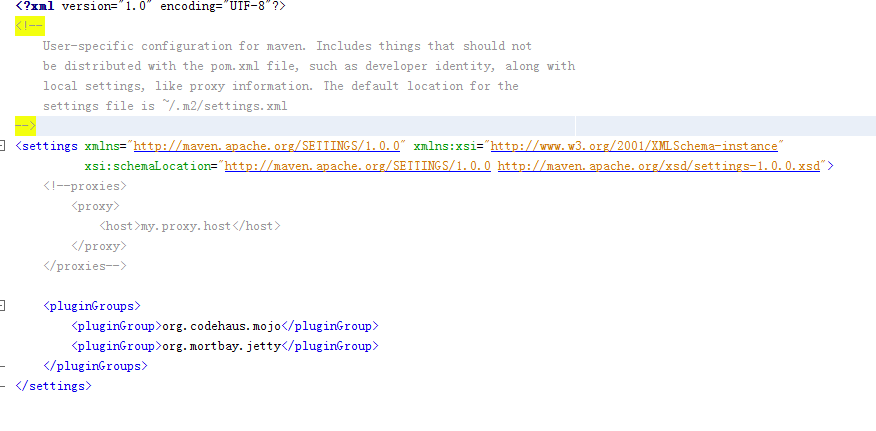 <?xml version="1.0" encoding="UTF-8"?>
<!--
User-specific configuration for maven. Includes things that should not
be distributed with the pom.xml file, such as developer identity, along with
local settings, like proxy information. The default location for the
settings file is ~/.m2/settings.xml
-->
<settings xmlns="http://maven.apache.org/SETTINGS/1.0.0" xmlns:xsi="http://www.w3.org/2001/XMLSchema-instance"
xsi:schemaLocation="http://maven.apache.org/SETTINGS/1.0.0 http://maven.apache.org/xsd/settings-1.0.0.xsd">
<!--proxies>
<proxy>
<host>my.proxy.host</host>
</proxy>
</proxies-->
<pluginGroups>
<pluginGroup>org.codehaus.mojo</pluginGroup>
<pluginGroup>org.mortbay.jetty</pluginGroup>
</pluginGroups>
</settings>